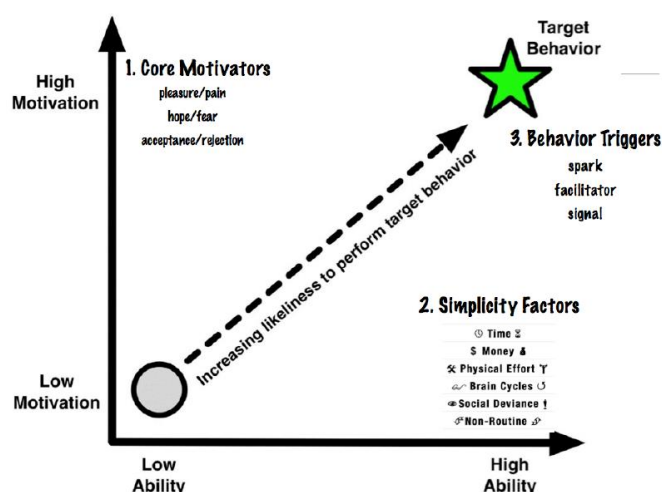 Target
Behavior
High
Motivation
1. Core Motivators
pleasure/pain
hope/fear
acceptance/rejection
3. Behavior Triggers
spark
facilitator
signal
Increasing likeliness to perform target behavior
2. Simplicity Factors
Time
$ Money
Physical Effort
Brain Cycles
Social Deviance
Non-Routine
Low
Motivation
Low
Ability
High
Ability